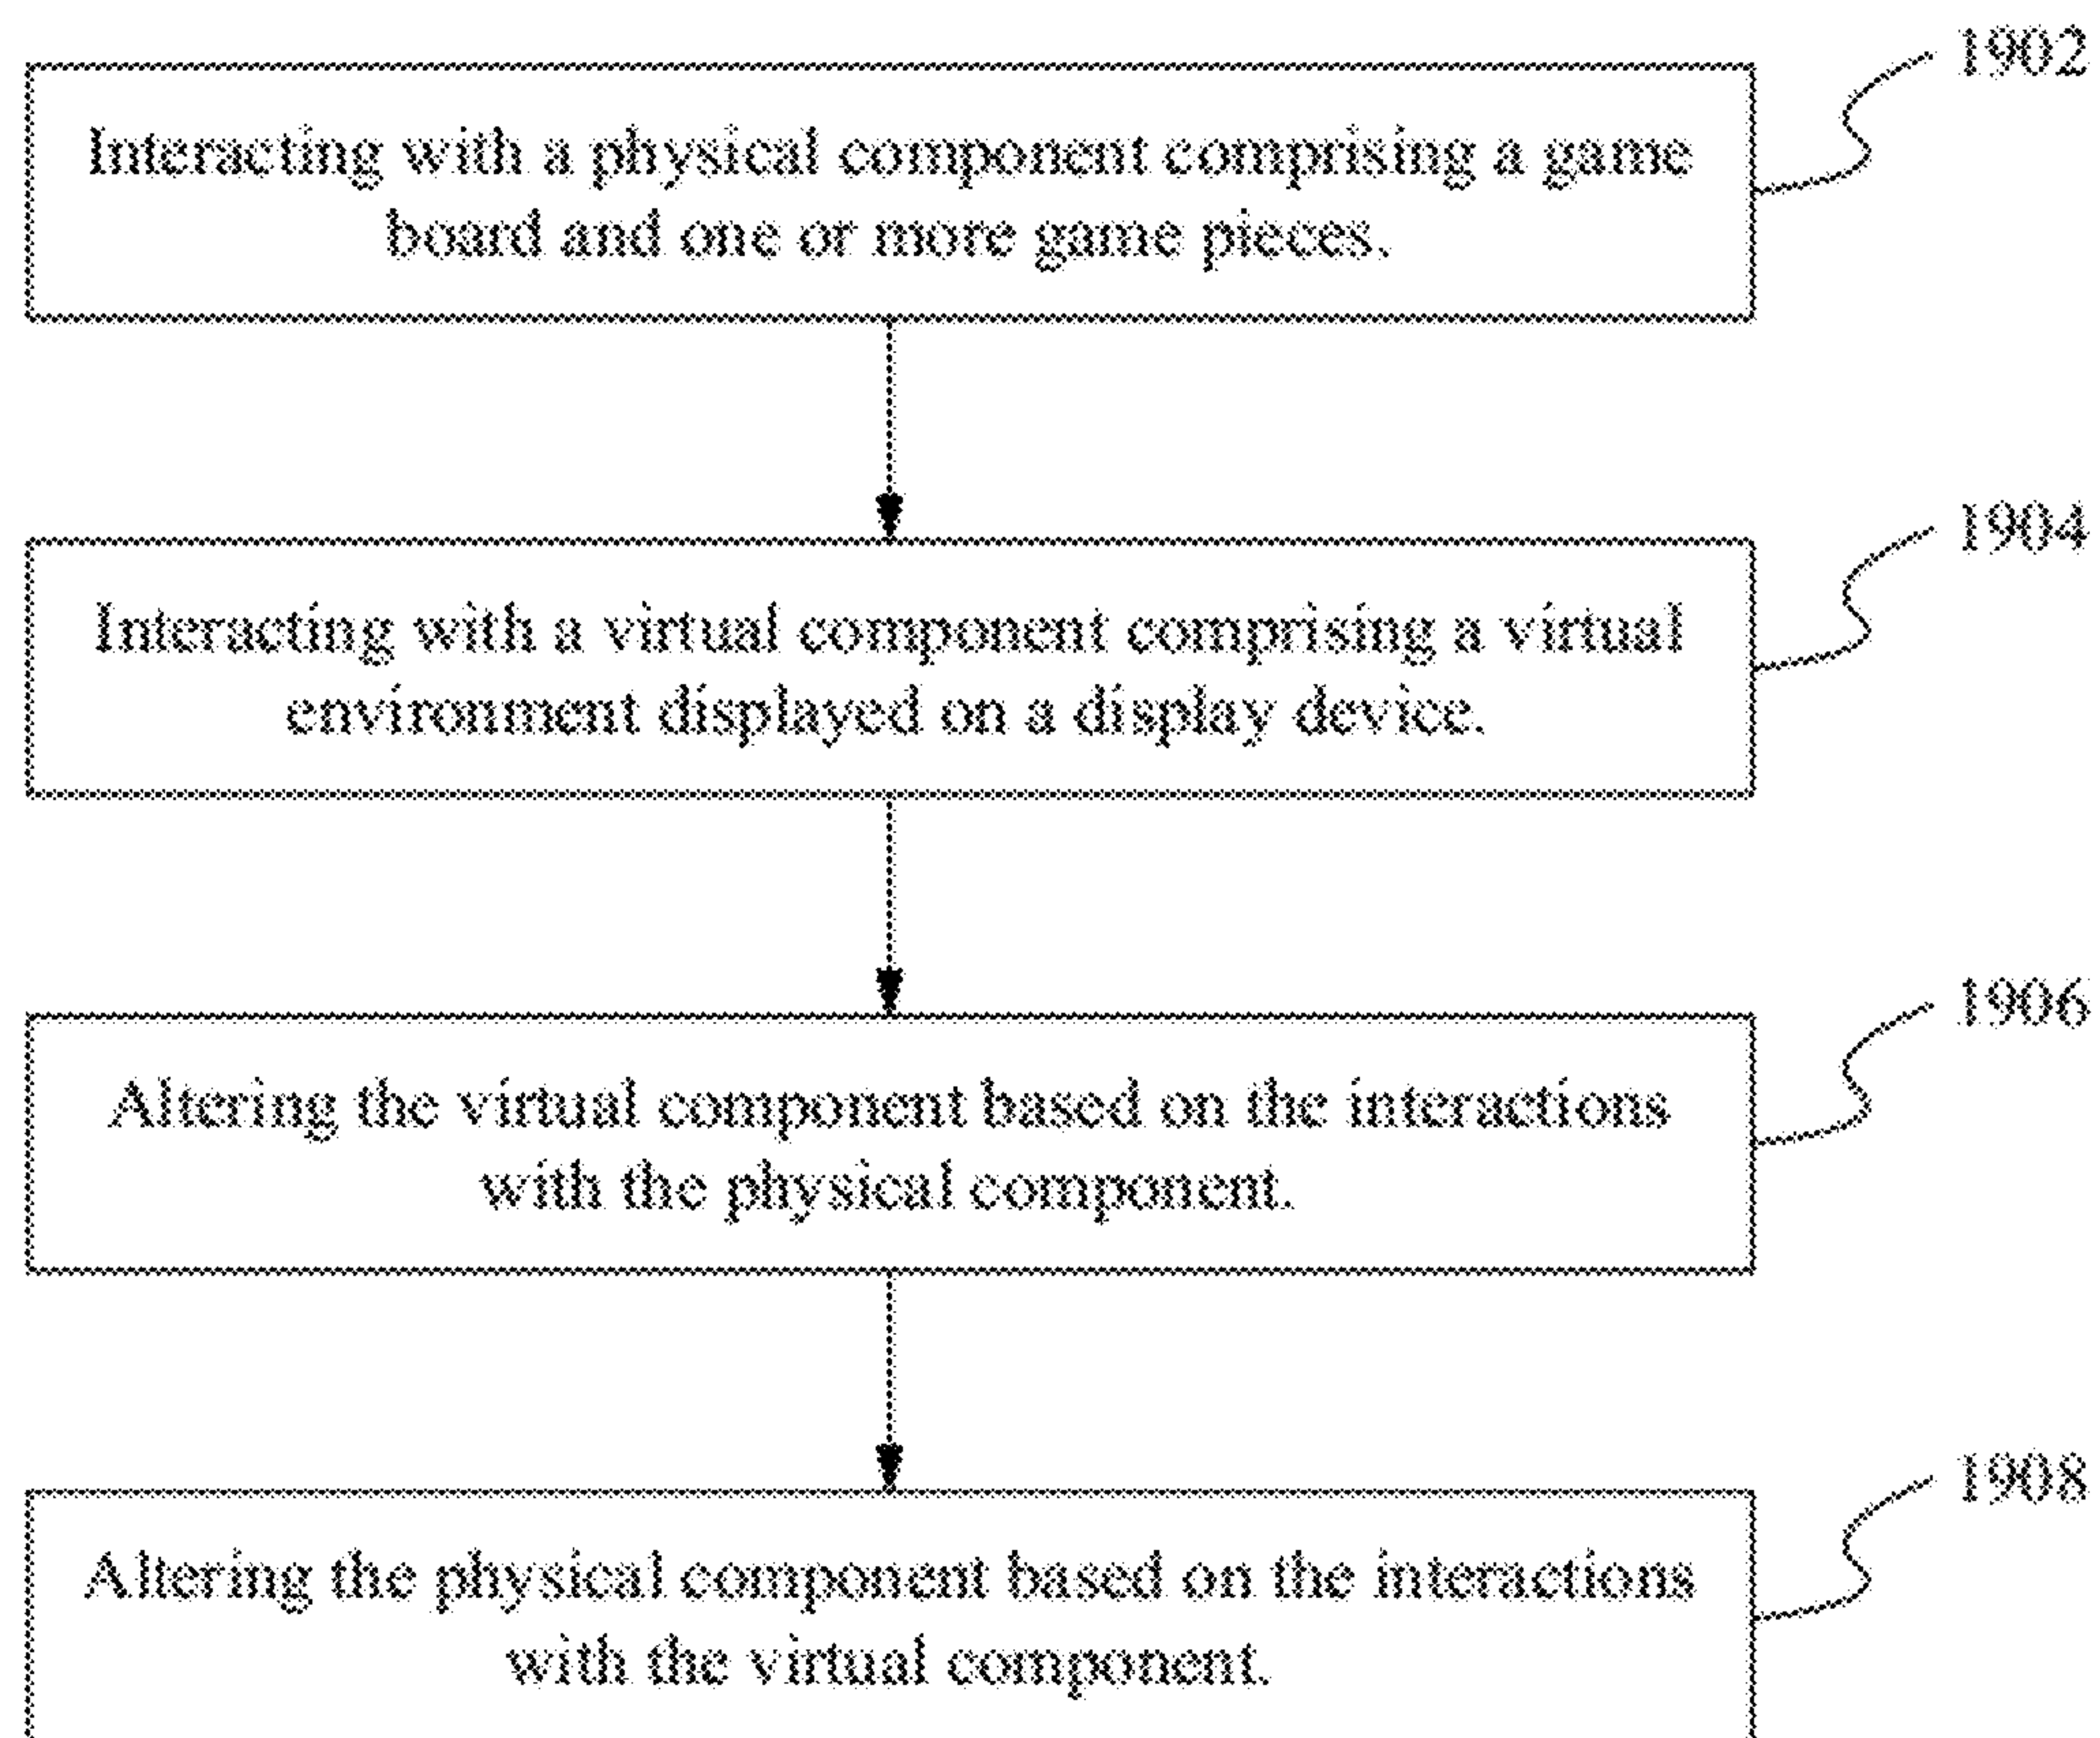 1902
Interacting with a physical component comprising a game
board and one or more game pieces.
1904
Interacting with a virtual component comprising a virtual
environment displayed on a display device.
1906
Altering the virtual component based on the interactions
with the physical component.
1908
Altering the physical component based on the interactions
with the virtual component.